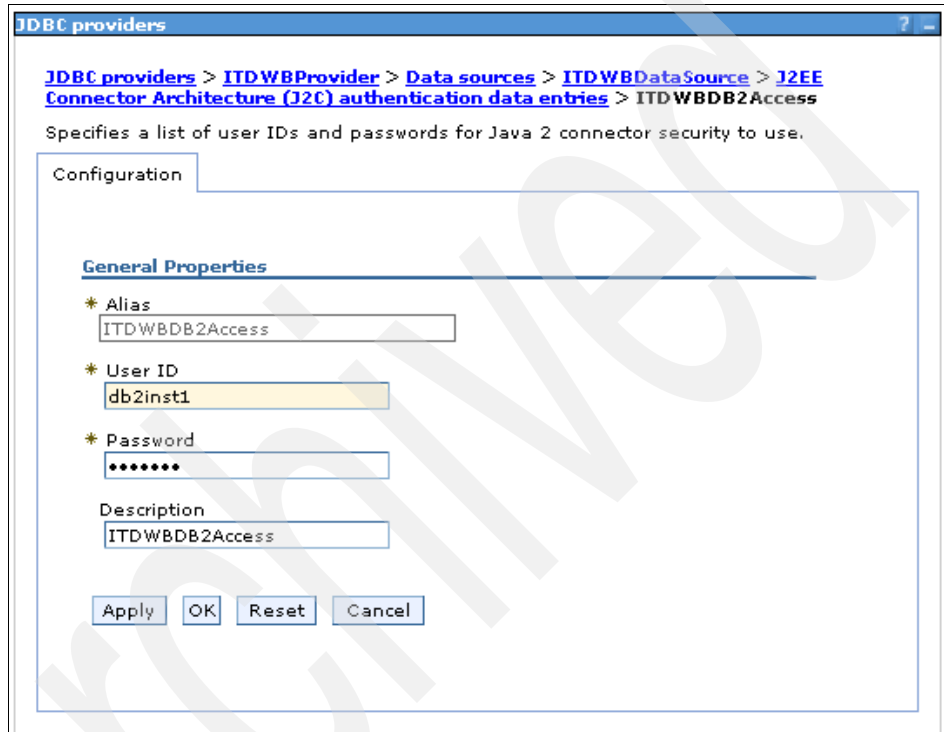 JDBC providers ? –
JDBC providers > ITDWBProvider > Data sources > ITDWBDataSource > J2EE
Connector Architecture (J2C) authentication data entries > ITDWBDB2Access
Specifies a list of user IDs and passwords for Java 2 connector security to use.
Configuration
General Properties
* Alias
ITDWBDB2Access
* User ID
db2inst1
* Password
•••••••
Description
ITDWBDB2Access
Apply OK Reset Cancel
rchived